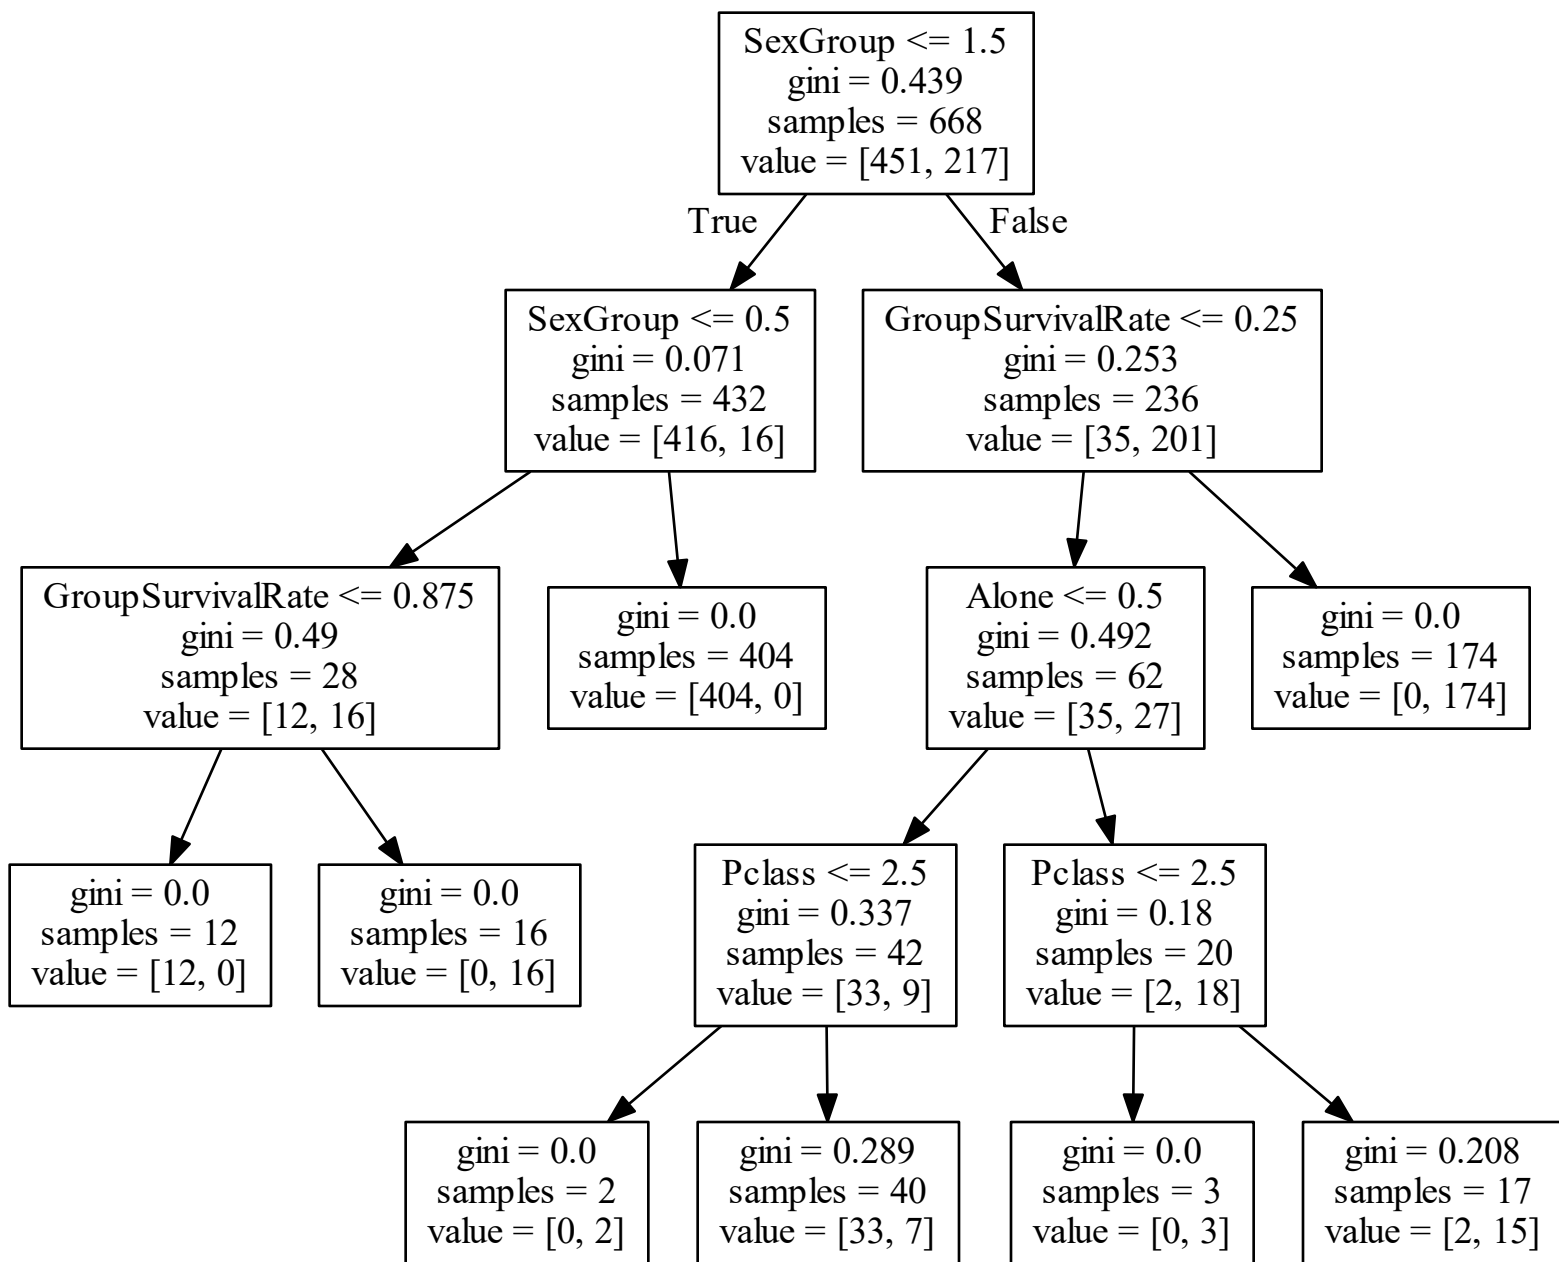 SexGroup <= 1.5
gini = 0.439
samples = 668
value = [451, 217]
True
False
SexGroup <= 0.5
gini = 0.071
samples = 432
value = [416, 16]
GroupSurvivalRate <= 0.25
gini = 0.253
samples = 236
value = [35, 201]
GroupSurvivalRate <= 0.875
gini = 0.49
samples = 28
value = [12, 16]
gini = 0.0
samples = 404
value = [404, 0]
Alone <= 0.5
gini = 0.492
samples = 62
value = [35, 27]
gini = 0.0
samples = 174
value = [0, 174]
gini = 0.0
samples = 12
value = [12, 0]
gini = 0.0
samples = 16
value = [0, 16]
Pclass <= 2.5
gini = 0.337
samples = 42
value = [33, 9]
Pclass <= 2.5
gini = 0.18
samples = 20
value = [2, 18]
gini = 0.0
samples = 2
value = [0, 2]
gini = 0.289
samples = 40
value = [33, 7]
gini = 0.0
samples = 3
value = [0, 3]
gini = 0.208
samples = 17
value = [2, 15]